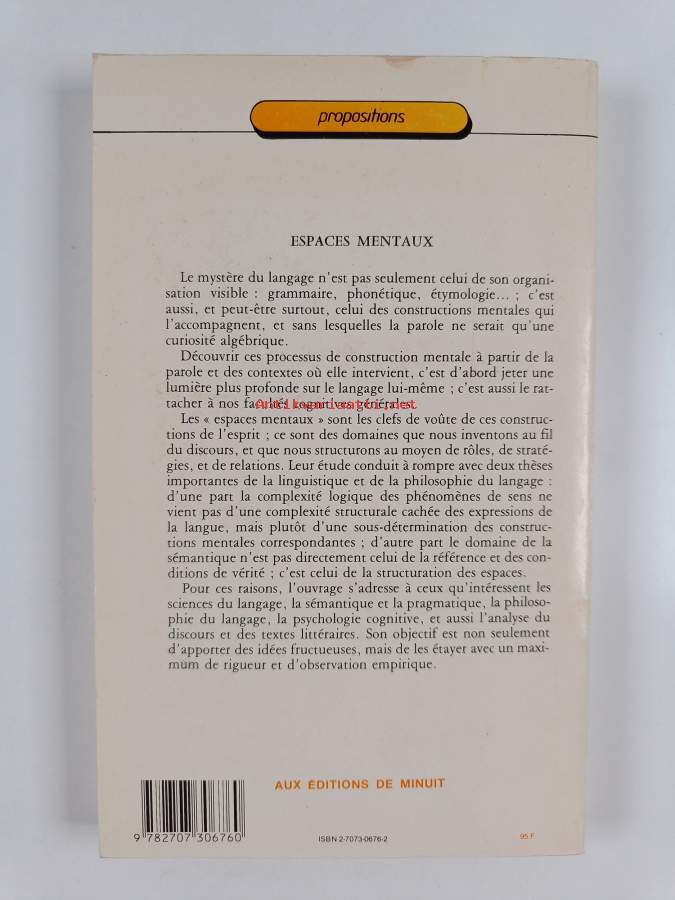 propositions
ESPACES MENTAUX
Le mystère du langage n'est pas seulement celui de son organi-
sation visible : grammaire, phonétique, étymologie... ; c'est
aussi, et peut-être surtout, celui des constructions mentales qui
l'accompagnent, et sans lesquelles la parole ne serait qu'une
curiosité algébrique.
Découvrir ces processus de construction mentale à partir de la
parole et des contextes où elle intervient, c'est d'abord jeter une
lumière plus profonde sur le langage lui-même ; c'est aussi le rat-
tacher à nos facultés cognitives générales.
Antikvariaatti.net
Les « espaces mentaux » sont les clefs de voûte de ces construc-
tions de l'esprit ; ce sont des domaines que nous inventons au fil
du discours, et que nous structurons au moyen de rôles, de straté-
gies, et de relations. Leur étude conduit à rompre avec deux thèses
importantes de la linguistique et de la philosophie du langage :
d'une part la complexité logique des phénomènes de sens ne
vient pas d'une complexité structurale cachée des expressions de
la langue, mais plutôt d'une sous-détermination des construc-
tions mentales correspondantes ; d'autre part le domaine de la
sémantique n'est pas directement celui de la référence et des con-
ditions de vérité ; c'est celui de la structuration des espaces.
Pour ces raisons, l'ouvrage s'adresse à ceux qu'intéressent les
sciences du langage, la sémantique et la pragmatique, la philoso-
phie du langage, la psychologie cognitive, et aussi l'analyse du
discours et des textes littéraires. Son objectif est non seulement
d'apporter des idées fructueuses, mais de les étayer avec un maxi-
mum de rigueur et d'observation empirique.
AUX ÉDITIONS DE MINUIT
9 782707 306760
ISBN 2-7073-0676-2
95 F